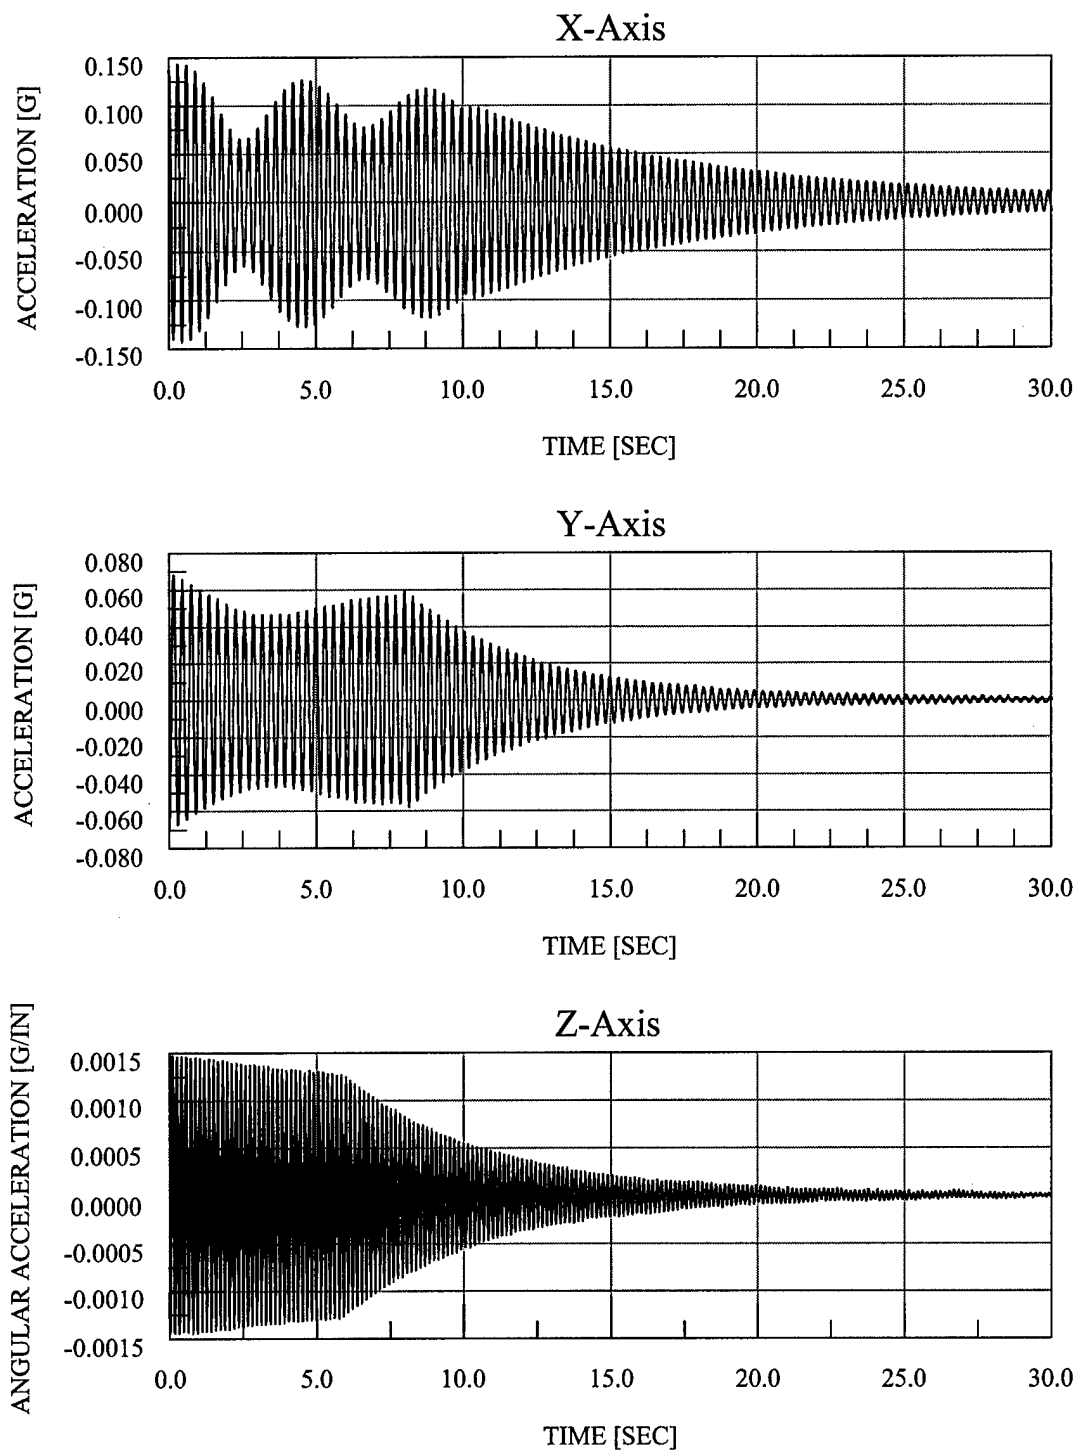 X-Axis
ACCELERATION [G]
0.150
0.100
0.050
0.000
-0.050
-0.100
-0.150
0.0 5.0 10.0 15.0 20.0 25.0 30.0
TIME [SEC]
Y-Axis
ACCELERATION [G]
0.080
0.060
0.040
0.020
0.000
-0.020
-0.040
-0.060
-0.080
0.0 5.0 10.0 15.0 20.0 25.0 30.0
TIME [SEC]
Z-Axis
ANGULAR ACCELERATION [G/IN]
0.0015
0.0010
0.0005
0.0000
-0.0005
-0.0010
-0.0015
0.0 5.0 10.0 15.0 20.0 25.0 30.0
TIME [SEC]